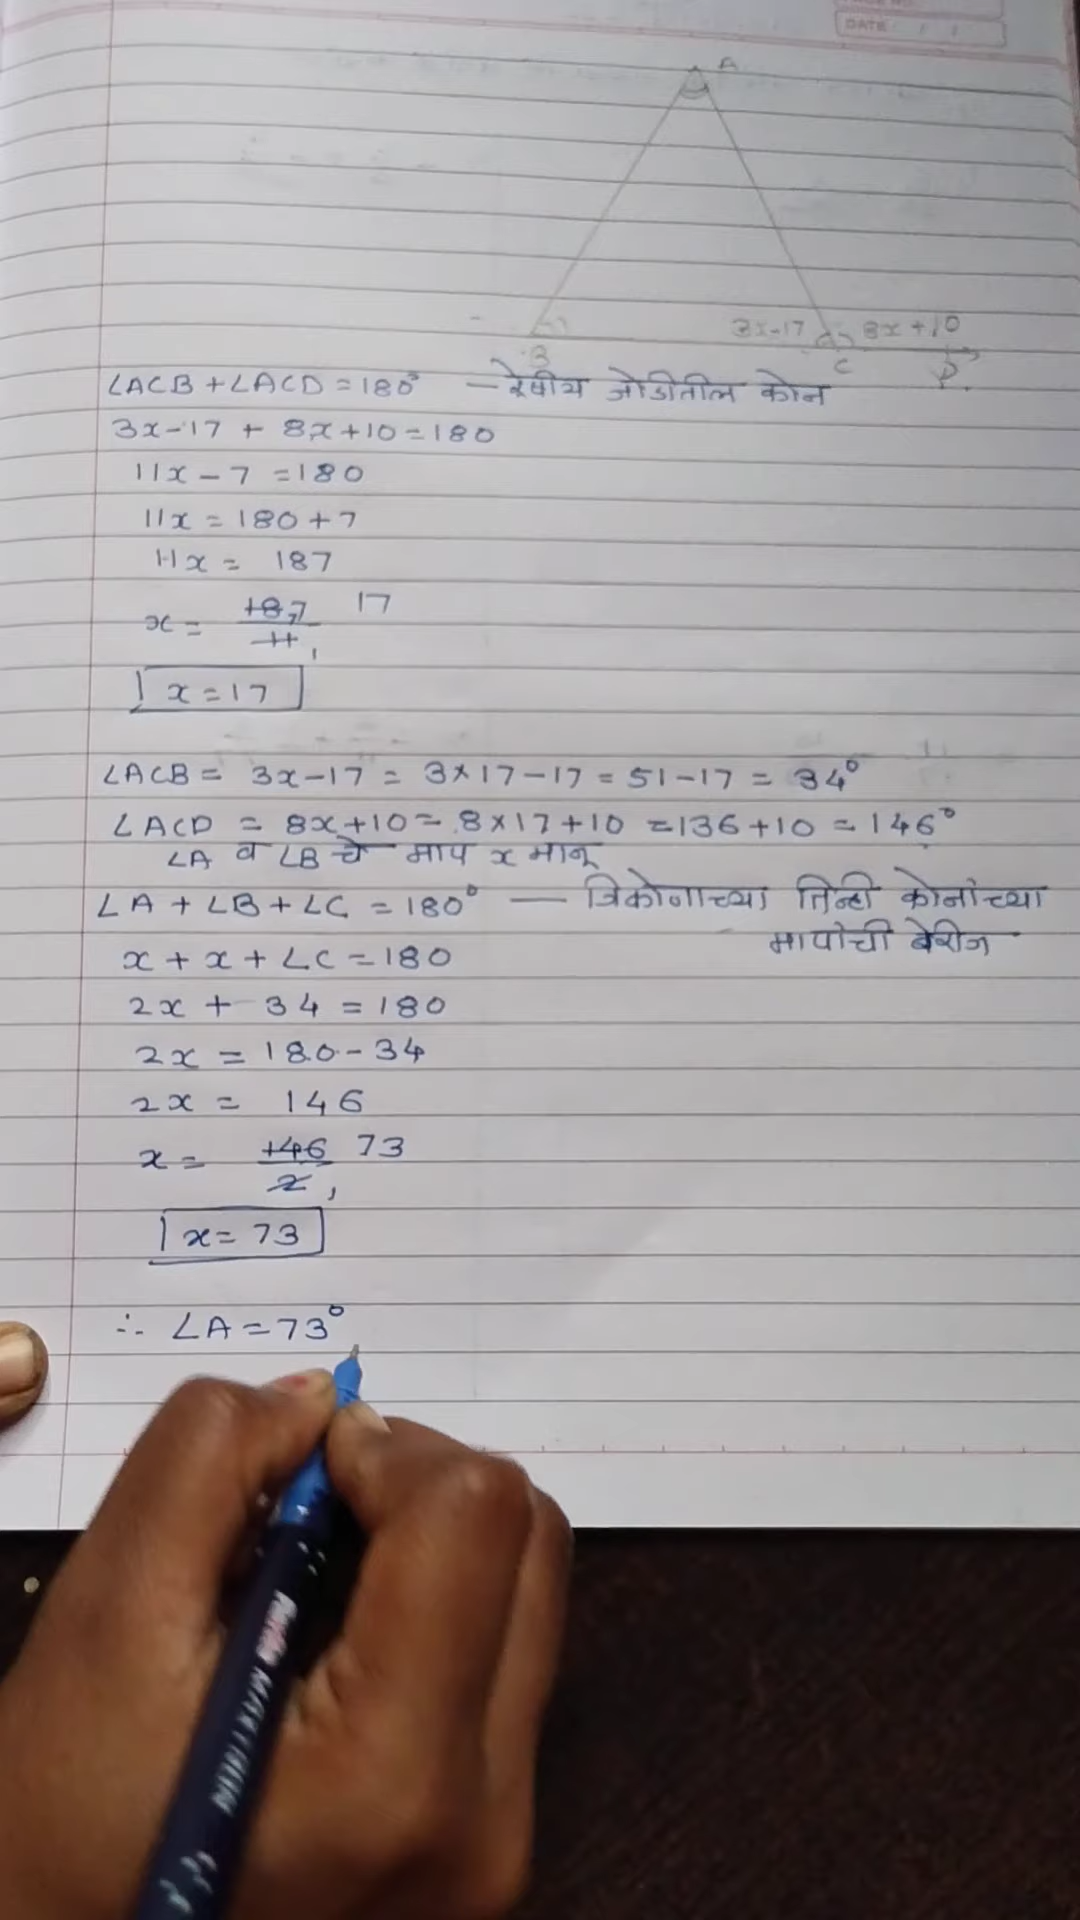 DATE
A
3x-17 8x+10
B C D
∠ACB + ∠ACD = 180° — रेषीय जोडीतील कोन
3x-17 + 8x+10 = 180
11x - 7 = 180
11x = 180 + 7
11x = 187
x = 187/11 17
1
x = 17
∠ACB = 3x-17 = 3×17-17 = 51-17 = 34°
∠ACD = 8x+10 = 8×17+10 = 136+10 = 146°
∠A व ∠B चे माप x मानू
∠A + ∠B + ∠C = 180° — त्रिकोणाच्या तिन्ही कोनांच्या
मापांची बेरीज
x + x + ∠C = 180
2x + 34 = 180
2x = 180 - 34
2x = 146
x = 146/2 73
1
x = 73
∴ ∠A = 73°